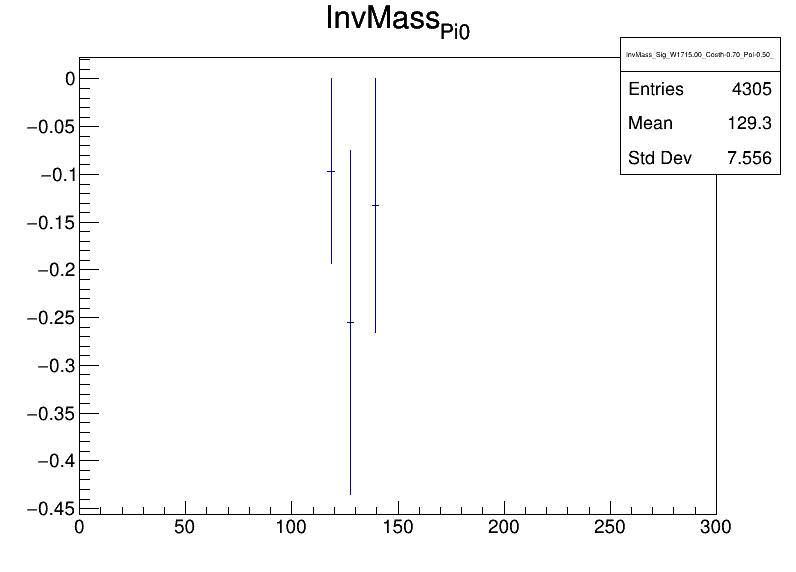 InvMass_Pi0
InvMass_Sig_W1715.00_Costh-0.70_Pol-0.50_
Entries 4305
Mean 129.3
Std Dev 7.556
0
−0.05
−0.1
−0.15
−0.2
−0.25
−0.3
−0.35
−0.4
−0.45
0 50 100 150 200 250 300